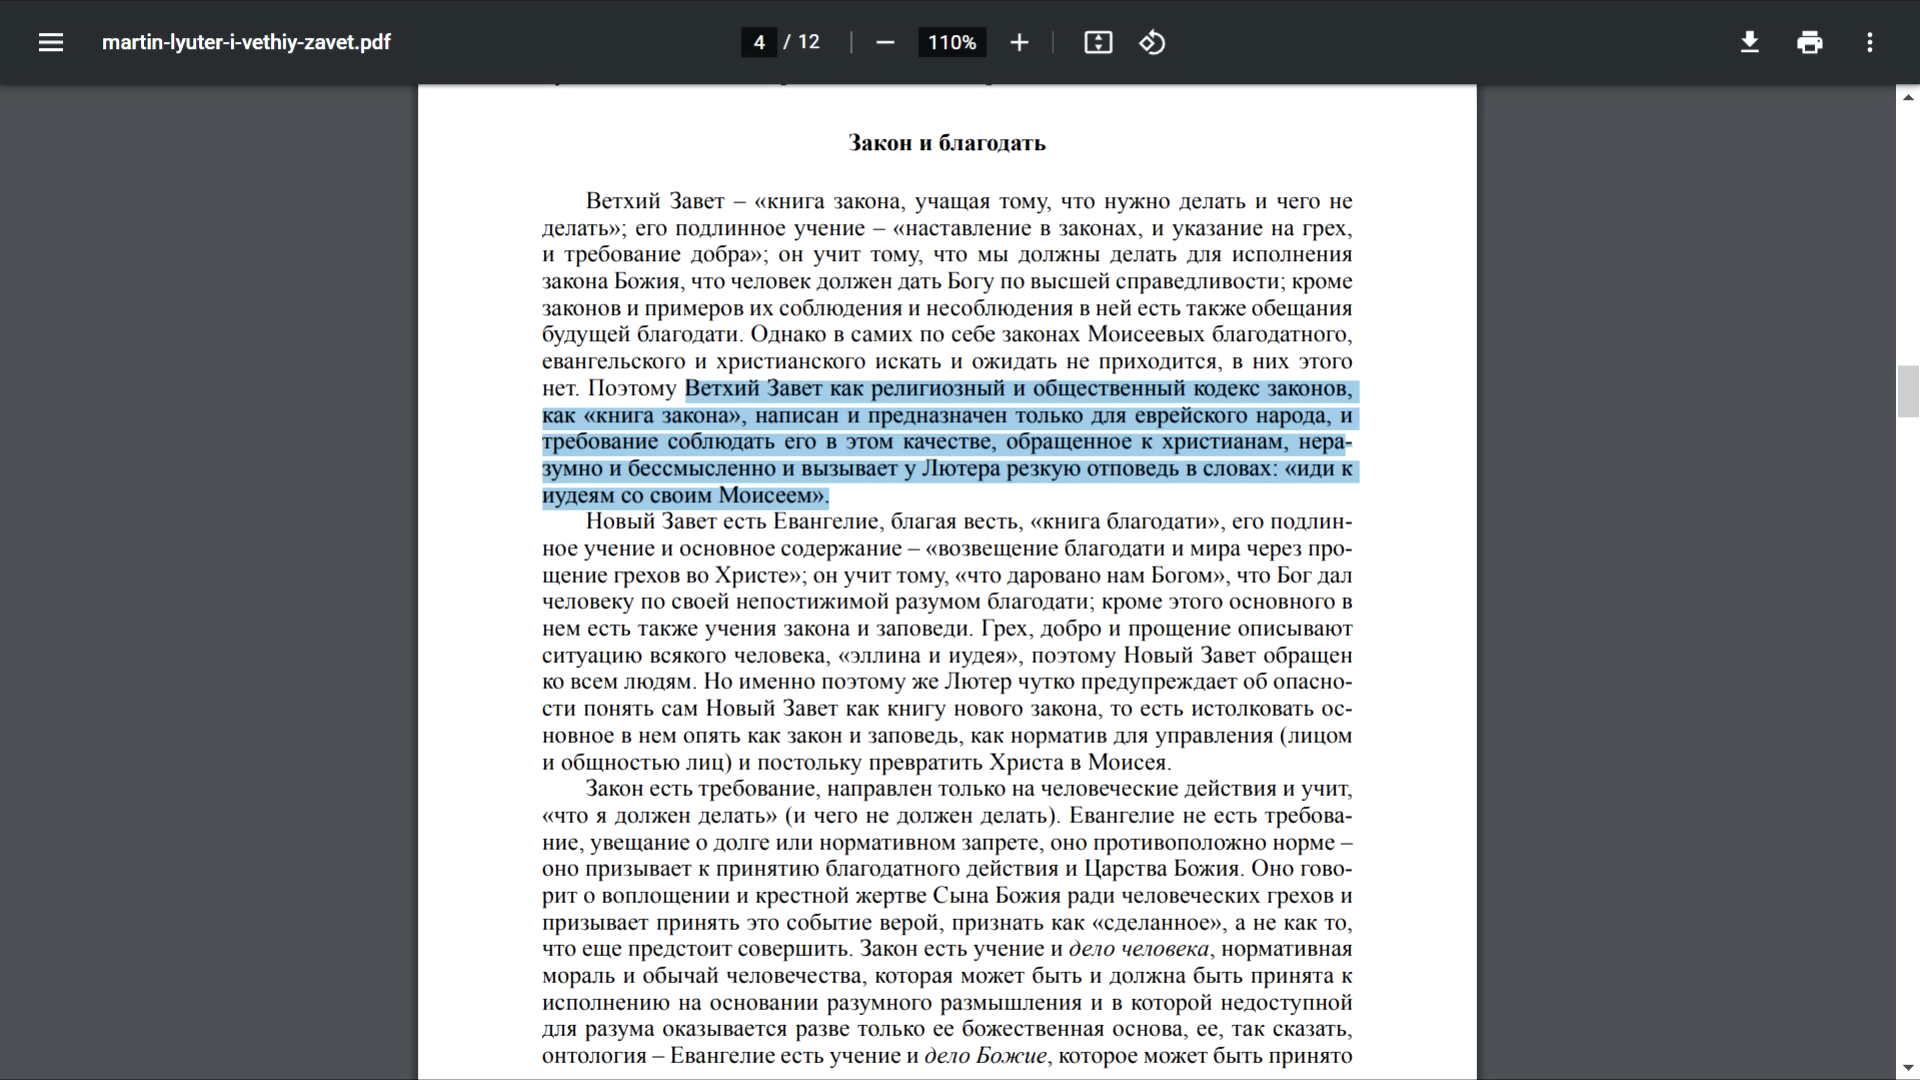 martin-lyuter-i-vethiy-zavet.pdf
4 / 12
110%
Закон и благодать
Ветхий Завет – «книга закона, учащая тому, что нужно делать и чего не
делать»; его подлинное учение – «наставление в законах, и указание на грех,
и требование добра»; он учит тому, что мы должны делать для исполнения
закона Божия, что человек должен дать Богу по высшей справедливости; кроме
законов и примеров их соблюдения и несоблюдения в ней есть также обещания
будущей благодати. Однако в самих по себе законах Моисеевых благодатного,
евангельского и христианского искать и ожидать не приходится, в них этого
нет. Поэтому Ветхий Завет как религиозный и общественный кодекс законов,
как «книга закона», написан и предназначен только для еврейского народа, и
требование соблюдать его в этом качестве, обращенное к христианам, нера-
зумно и бессмысленно и вызывает у Лютера резкую отповедь в словах: «иди к
иудеям со своим Моисеем».
Новый Завет есть Евангелие, благая весть, «книга благодати», его подлин-
ное учение и основное содержание – «возвещение благодати и мира через про-
щение грехов во Христе»; он учит тому, «что даровано нам Богом», что Бог дал
человеку по своей непостижимой разумом благодати; кроме этого основного в
нем есть также учения закона и заповеди. Грех, добро и прощение описывают
ситуацию всякого человека, «эллина и иудея», поэтому Новый Завет обращен
ко всем людям. Но именно поэтому же Лютер чутко предупреждает об опасно-
сти понять сам Новый Завет как книгу нового закона, то есть истолковать ос-
новное в нем опять как закон и заповедь, как норматив для управления (лицом
и общностью лиц) и постольку превратить Христа в Моисея.
Закон есть требование, направлен только на человеческие действия и учит,
«что я должен делать» (и чего не должен делать). Евангелие не есть требова-
ние, увещание о долге или нормативном запрете, оно противоположно норме –
оно призывает к принятию благодатного действия и Царства Божия. Оно гово-
рит о воплощении и крестной жертве Сына Божия ради человеческих грехов и
призывает принять это событие верой, признать как «сделанное», а не как то,
что еще предстоит совершить. Закон есть учение и дело человека, нормативная
мораль и обычай человечества, которая может быть и должна быть принята к
исполнению на основании разумного размышления и в которой недоступной
для разума оказывается разве только ее божественная основа, ее, так сказать,
онтология – Евангелие есть учение и дело Божие, которое может быть принято